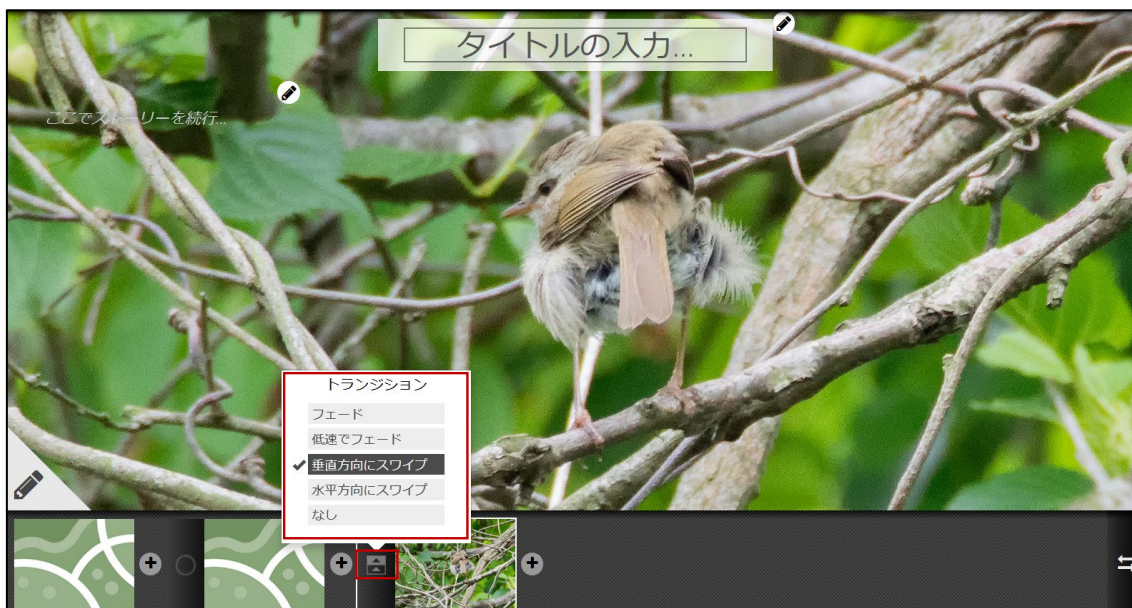 タイトルの入力...
ここでストーリーを続行...
トランジション
フェード
低速でフェード
垂直方向にスワイプ
水平方向にスワイプ
なし